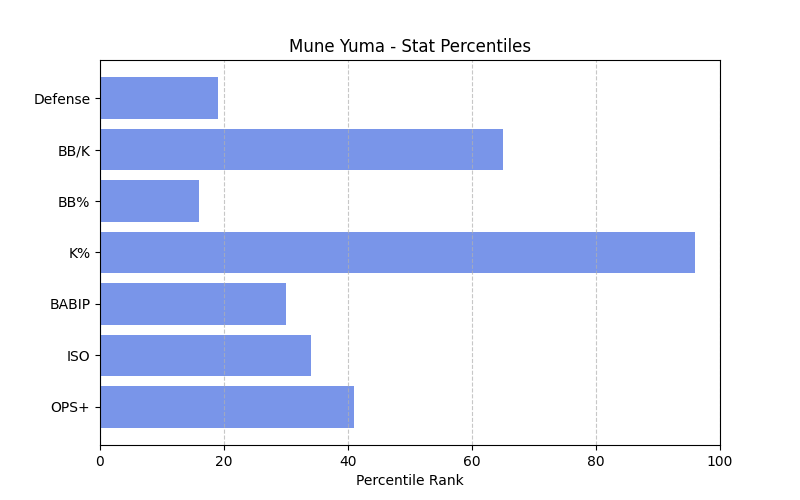 Mune Yuma - Stat Percentiles
Defense
BB/K
BB%
K%
BABIP
ISO
OPS+
0 20 40 60 80 100
Percentile Rank